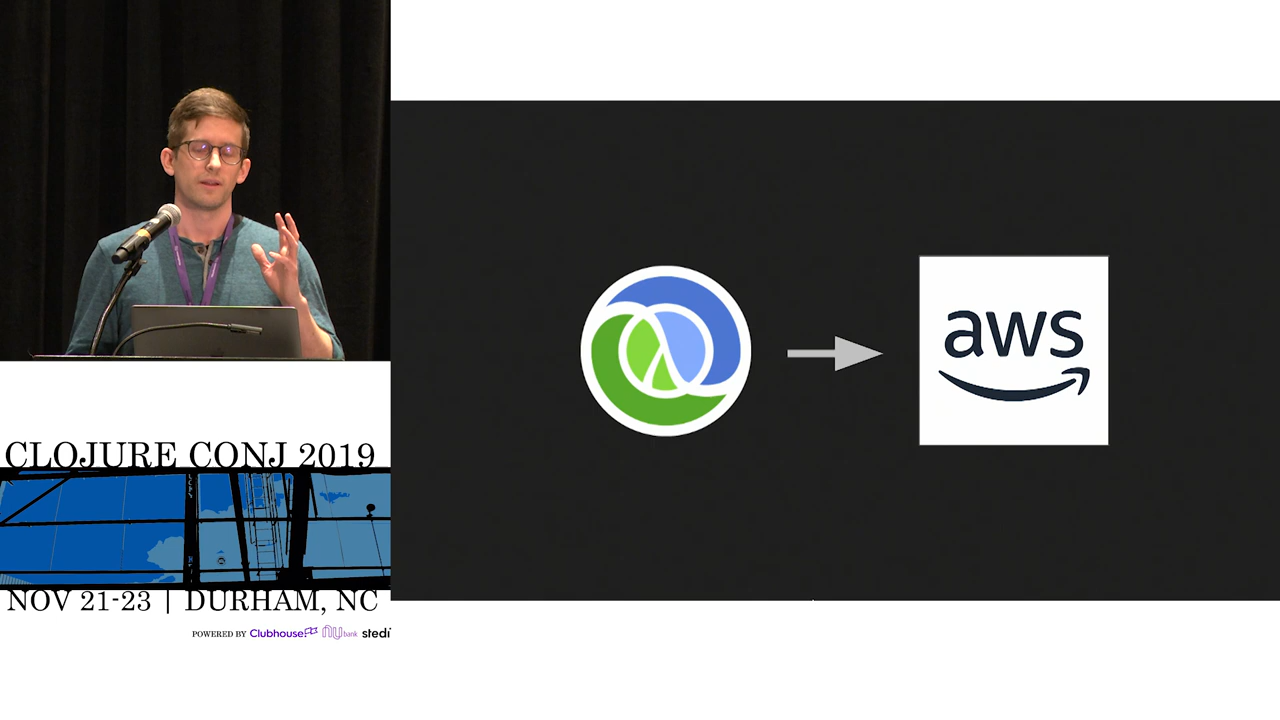 CLOJURE CONJ 2019
NOV 21-23 | DURHAM, NC
POWERED BY Clubhouse nu bank stedi
aws